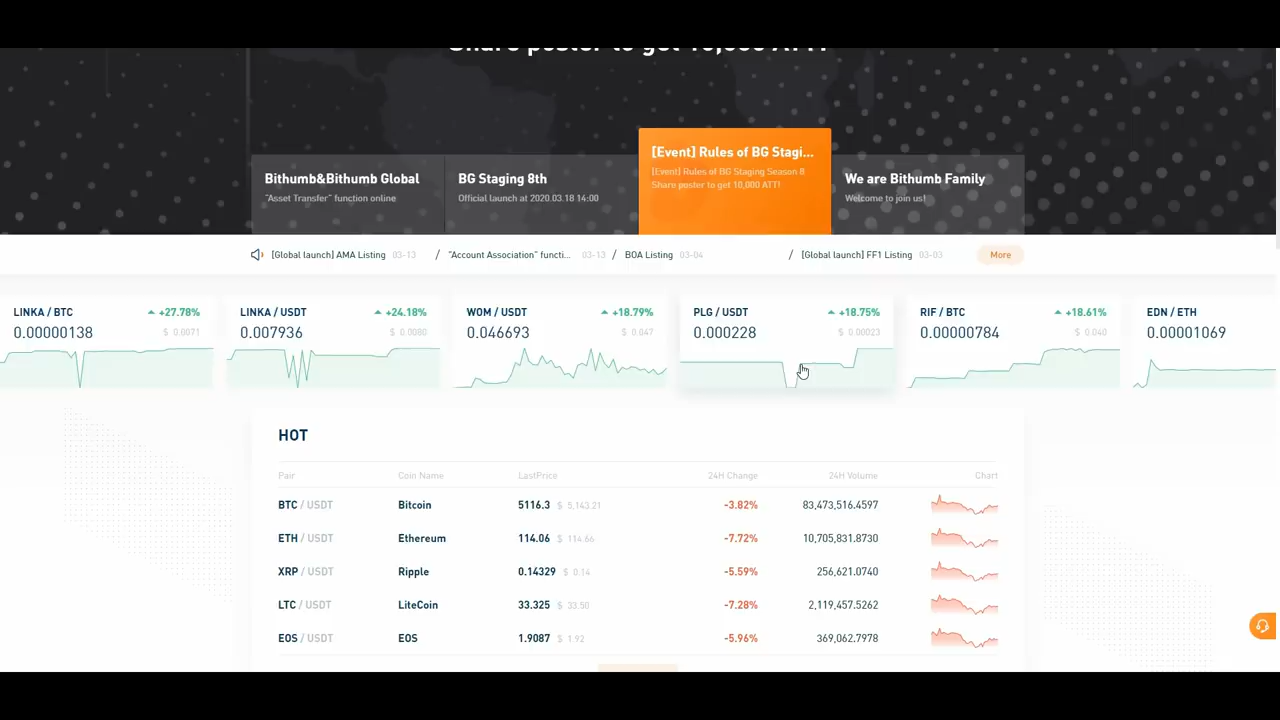 Share poster to get 10,000 ATT!
Bithumb&Bithumb Global
"Asset Transfer" function online
BG Staging 8th
Official launch at 2020.03.18 14:00
[Event] Rules of BG Stagi...
[Event] Rules of BG Staging Season 8
Share poster to get 10,000 ATT!
We are Bithumb Family
Welcome to join us!
[Global launch] AMA Listing 03-13 / "Account Association" functi... 03-13 / BOA Listing 03-04 / [Global launch] FF1 Listing 03-03 More
LINKA / BTC +27.78%
0.00000138 $ 0.0071
LINKA / USDT +24.18%
0.007936 $ 0.0080
WOM / USDT +18.79%
0.046693 $ 0.047
PLG / USDT +18.75%
0.000228 $ 0.00023
RIF / BTC +18.61%
0.00000784 $ 0.040
EDN / ETH
0.00001069
HOT
Pair Coin Name LastPrice 24H Change 24H Volume Chart
BTC / USDT Bitcoin 5116.3 $ 5,143.21 -3.82% 83,473,516.4597
ETH / USDT Ethereum 114.06 $ 114.66 -7.72% 10,705,831.8730
XRP / USDT Ripple 0.14329 $ 0.14 -5.59% 256,621.0740
LTC / USDT LiteCoin 33.325 $ 33.50 -7.28% 2,119,457.5262
EOS / USDT EOS 1.9087 $ 1.92 -5.96% 369,062.7978